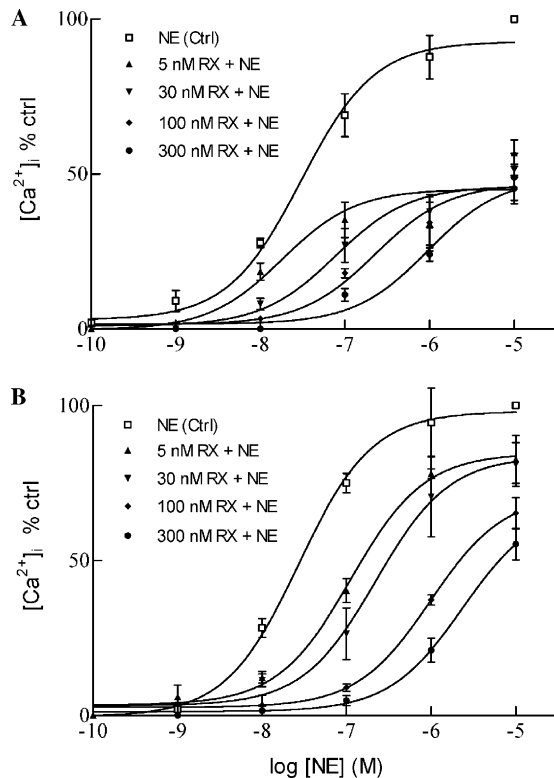 A
100
50
0
[Ca²⁺]ᵢ % ctrl
NE (Ctrl)
5 nM RX + NE
30 nM RX + NE
100 nM RX + NE
300 nM RX + NE
-10 -9 -8 -7 -6 -5
B
100
50
0
[Ca²⁺]ᵢ % ctrl
NE (Ctrl)
5 nM RX + NE
30 nM RX + NE
100 nM RX + NE
300 nM RX + NE
-10 -9 -8 -7 -6 -5
log [NE] (M)